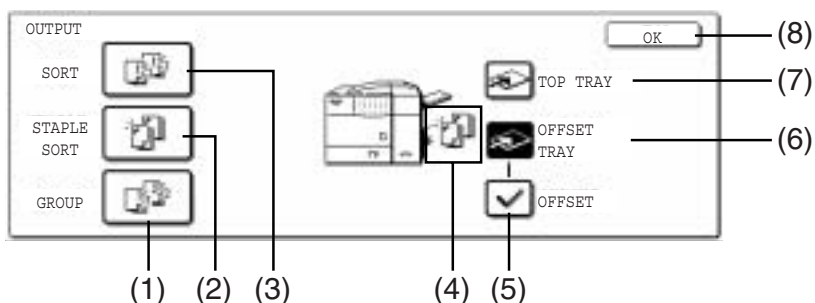 OUTPUT
OK
(8)
SORT
TOP TRAY
(7)
STAPLE
SORT
OFFSET
TRAY
(6)
GROUP
OFFSET
(1)
(2)
(3)
(4)
(5)